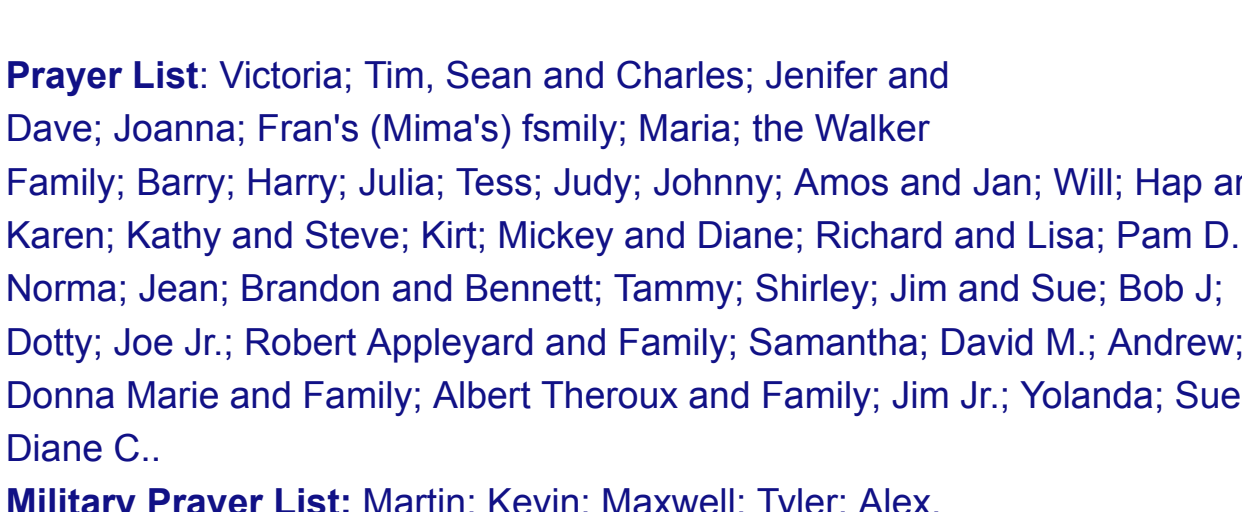 Prayer List: Victoria; Tim, Sean and Charles; Jenifer and
Dave; Joanna; Fran's (Mima's) fsmily; Maria; the Walker
Family; Barry; Harry; Julia; Tess; Judy; Johnny; Amos and Jan; Will; Hap
Karen; Kathy and Steve; Kirt; Mickey and Diane; Richard and Lisa; Pam D.
Norma; Jean; Brandon and Bennett; Tammy; Shirley; Jim and Sue; Bob J;
Dotty; Joe Jr.; Robert Appleyard and Family; Samantha; David M.; Andrew;
Donna Marie and Family; Albert Theroux and Family; Jim Jr.; Yolanda; Sue
Diane C..
Military Prayer List: Martin; Kevin; Maxwell; Tyler; Alex.